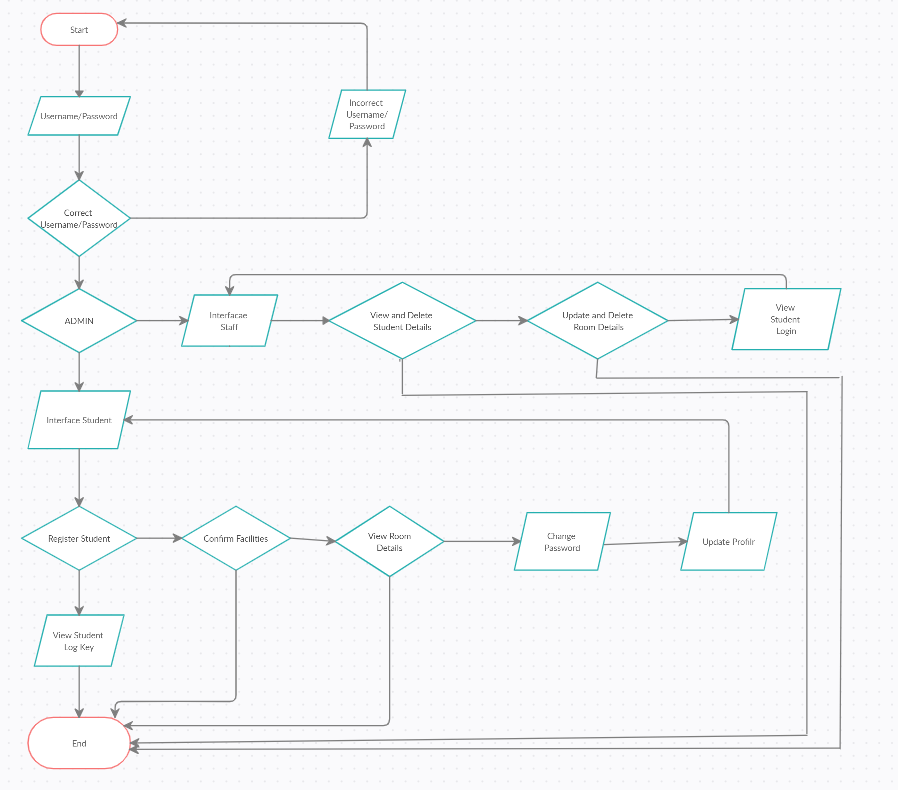 Start
Username/Password
Incorrect
Username/
Password
Correct
Username/Password
ADMIN
Interfacae
Staff
View and Delete
Student Details
Update and Delete
Room Details
View
Student
Login
Interface Student
Register Student
Confirm Facilities
View Room
Details
Change
Password
Update Profilr
View Student
Log Key
End